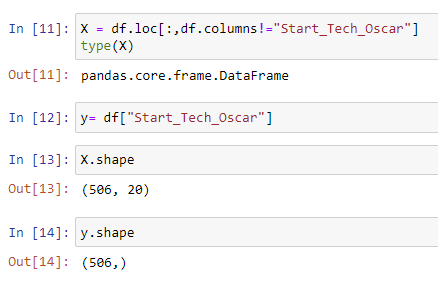 In [11]: X = df.loc[:,df.columns!="Start_Tech_Oscar"]
type(X)
Out[11]: pandas.core.frame.DataFrame
In [12]: y= df["Start_Tech_Oscar"]
In [13]: X.shape
Out[13]: (506, 20)
In [14]: y.shape
Out[14]: (506,)